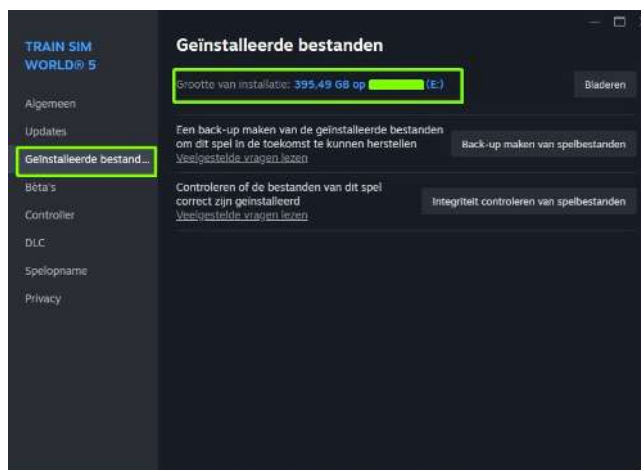 TRAIN SIM
WORLD® 5
Algemeen
Updates
Geïnstalleerde bestand...
Bèta's
Controller
DLC
Spelopname
Privacy
Geïnstalleerde bestanden
Grootte van installatie: 395,49 GB op (E:)
Bladeren
Een back-up maken van de geïnstalleerde bestanden
om dit spel in de toekomst te kunnen herstellen
Veelgestelde vragen lezen
Back-up maken van spelbestanden
Controleren of de bestanden van dit spel
correct zijn geïnstalleerd
Veelgestelde vragen lezen
Integriteit controleren van spelbestanden